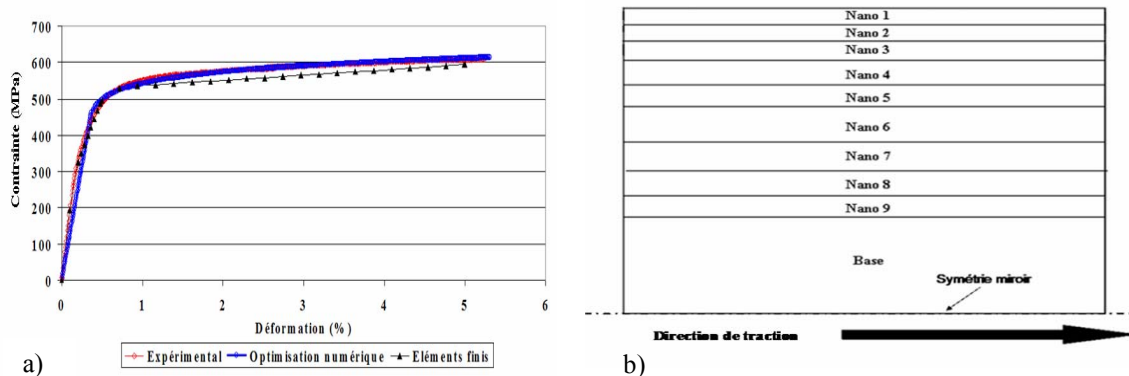 700
600
500
400
300
200
100
0
Contrainte (MPa)
0 1 2 3 4 5 6
Déformation (%)
Expérimental Optimisation numérique Eléments finis
a)
Nano 1
Nano 2
Nano 3
Nano 4
Nano 5
Nano 6
Nano 7
Nano 8
Nano 9
Base
Symétrie miroir
Direction de traction
b)